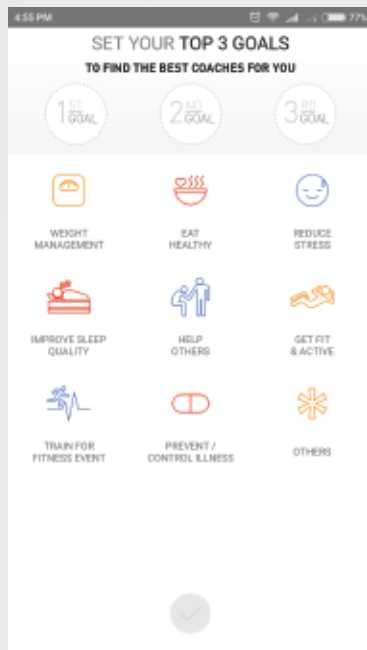 4:55 PM 77%
SET YOUR TOP 3 GOALS
TO FIND THE BEST COACHES FOR YOU
1ST GOAL 2ND GOAL 3RD GOAL
WEIGHT MANAGEMENT
EAT HEALTHY
REDUCE STRESS
IMPROVE SLEEP QUALITY
HELP OTHERS
GET FIT & ACTIVE
TRAIN FOR FITNESS EVENT
PREVENT / CONTROL ILLNESS
OTHERS